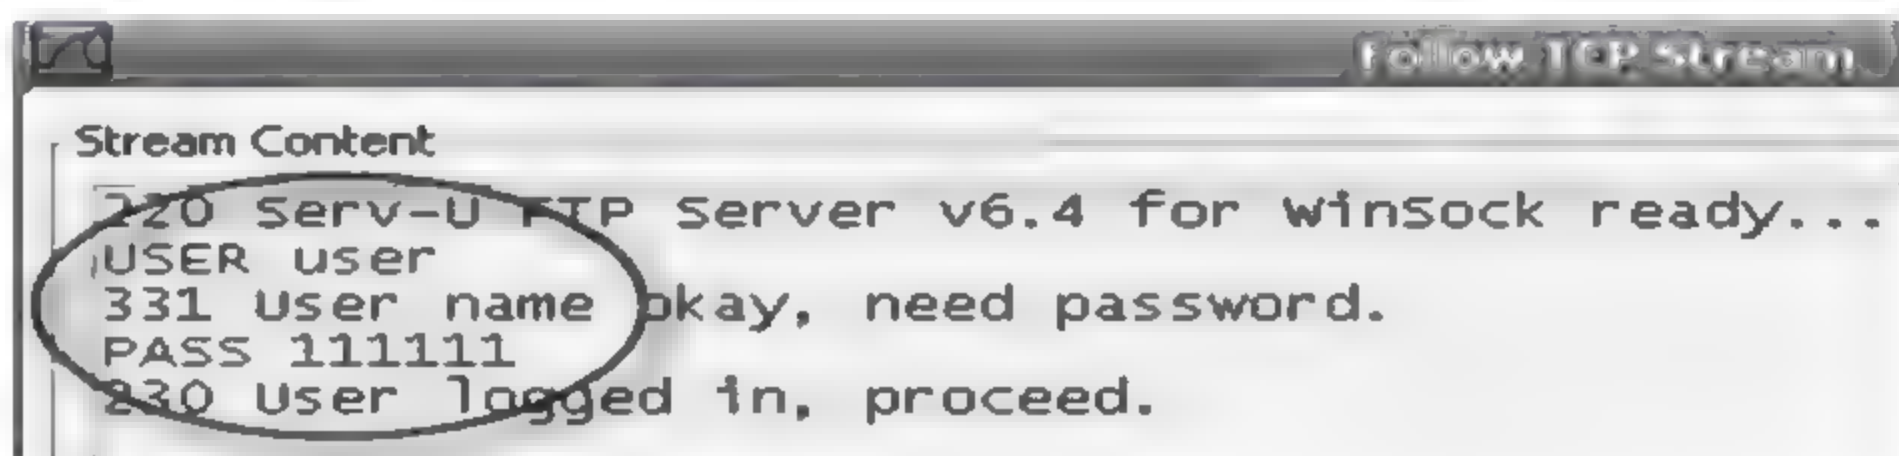 Follow TCP Stream
Stream Content
220 Serv-U FTP Server v6.4 for WinSock ready...
USER user
331 User name okay, need password.
PASS 111111
230 User logged in, proceed.